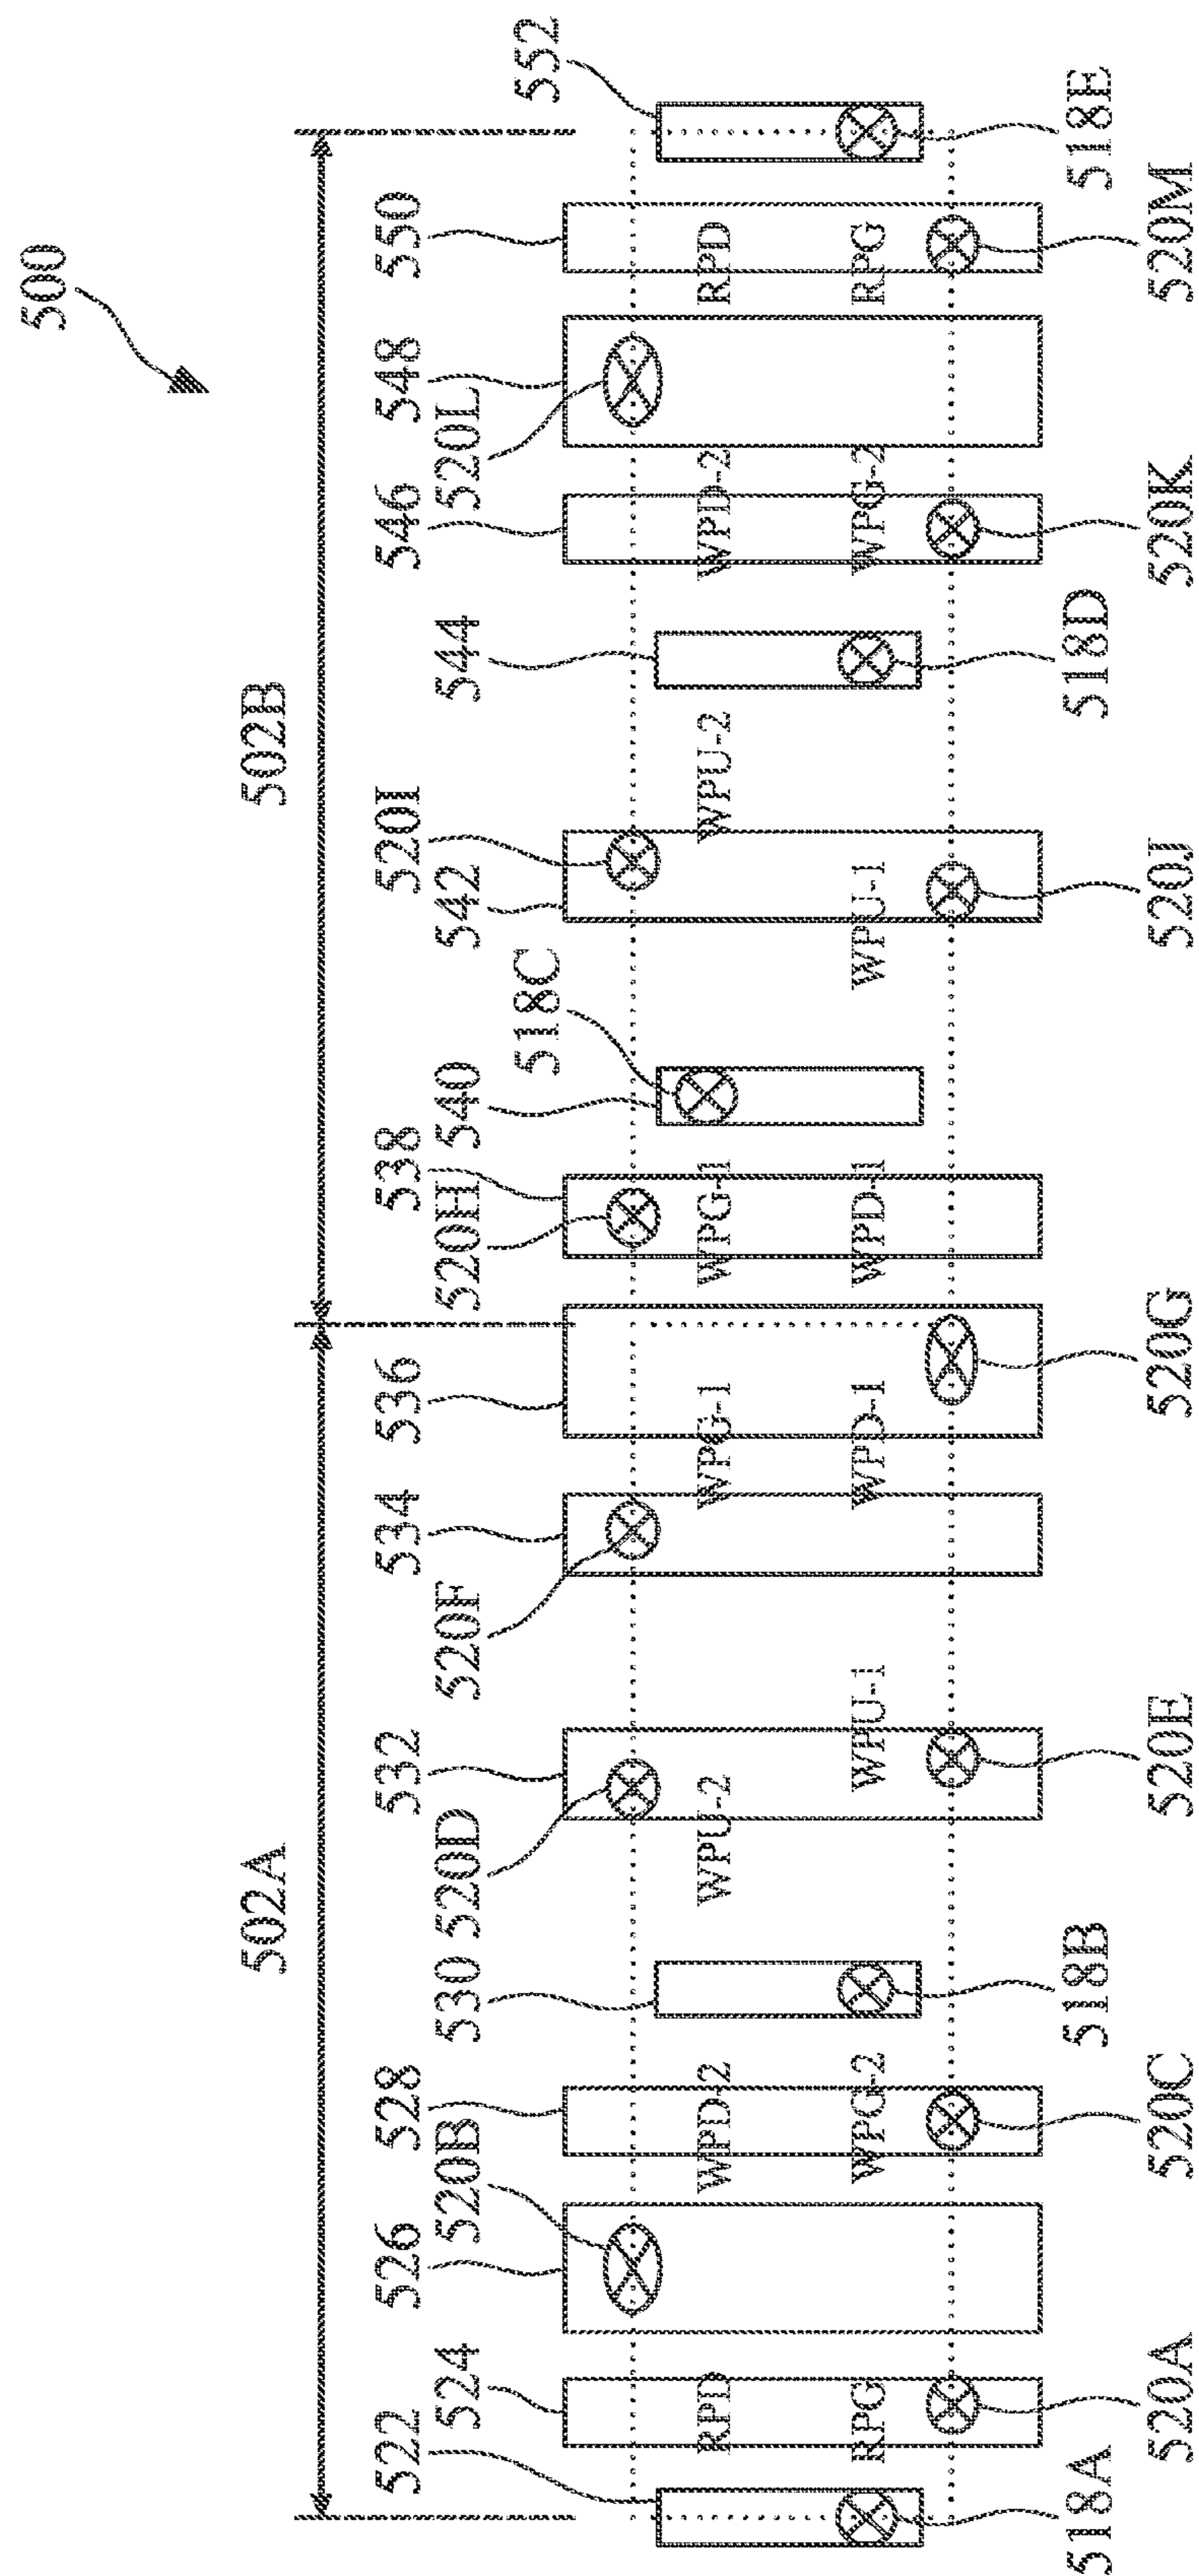 500
502A
502B
522
524
526
520B
528
530
520D
532
520F
534
536
520H
538
540
518C
542
520I
544
546
520L
548
550
552
RPD
WPD-2
WPU-2
WPG-1
WPG-1
WPU-2
WPD-2
RPD
RPG
WPG-2
WPU-1
WPD-1
WPD-1
WPU-1
WPG-2
RPG
518A
520A
520C
518B
520E
520G
520J
518D
520K
520M
518E